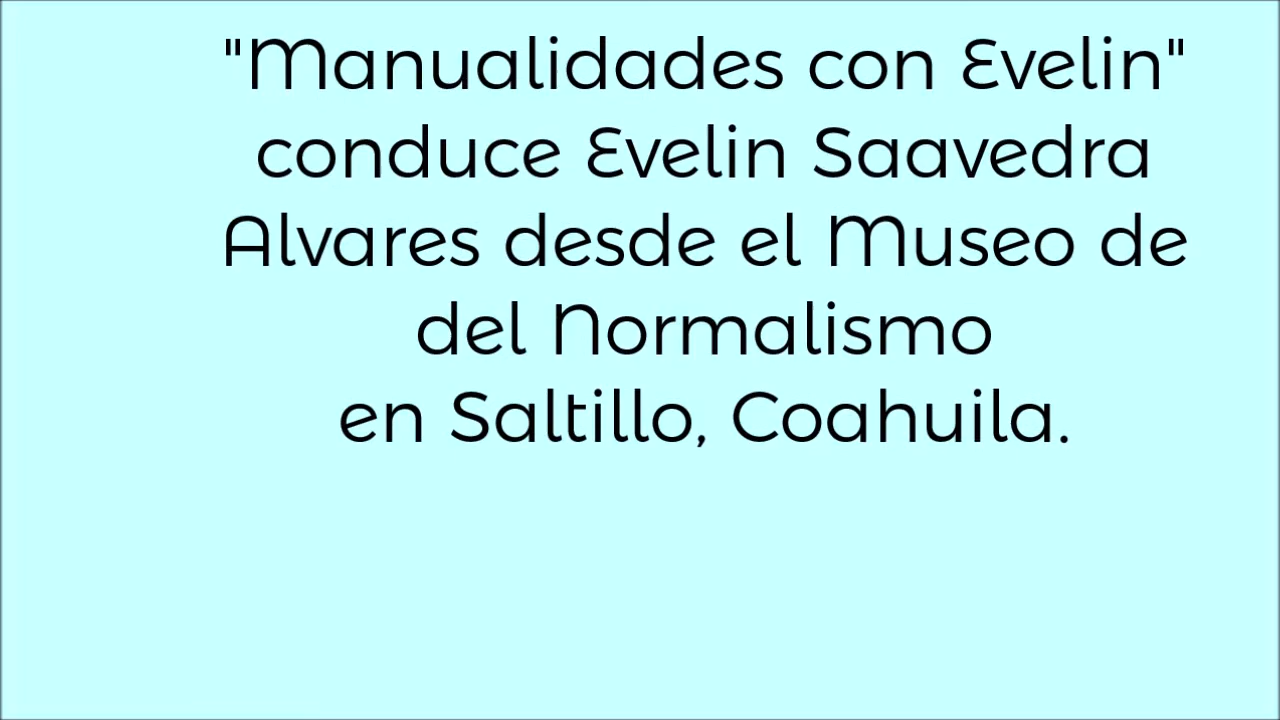 "Manualidades con Evelin"
conduce Evelin Saavedra
Alvares desde el Museo de
del Normalismo
en Saltillo, Coahuila.